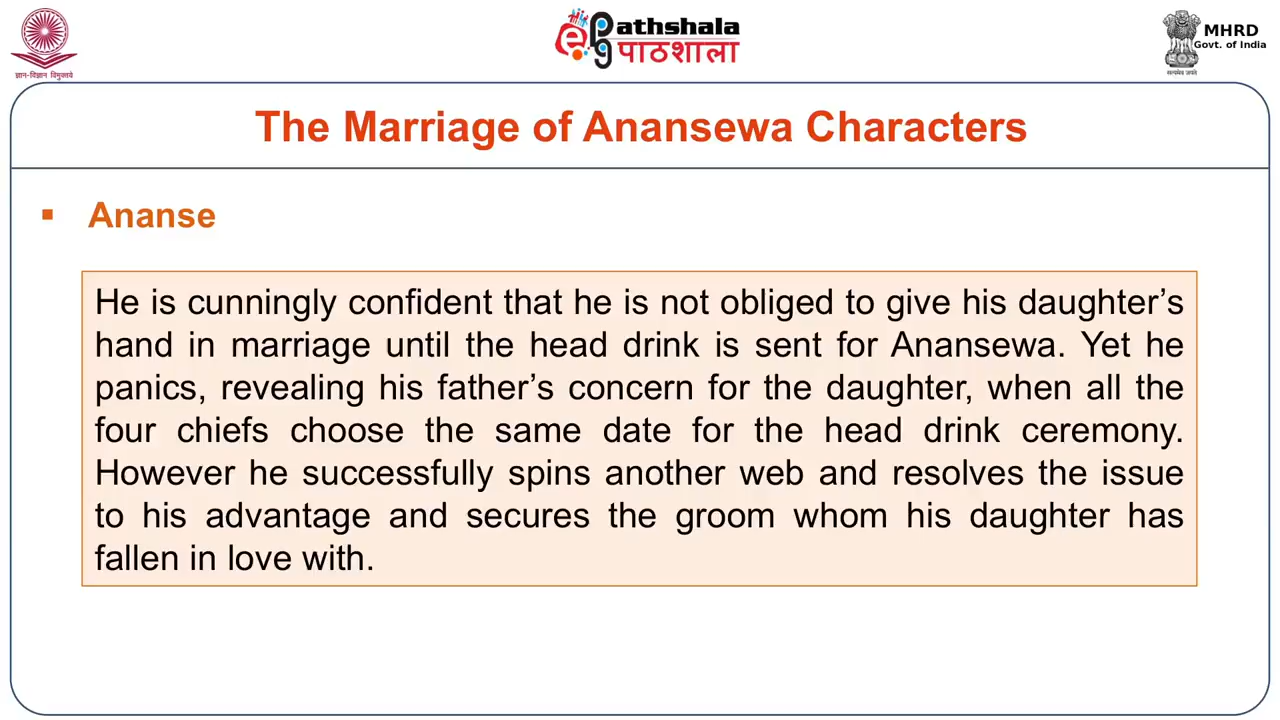 ज्ञान-विज्ञान विमुक्तये
e Pathshala
पाठशाला
MHRD
Govt. of India
सत्यमेव जयते
The Marriage of Anansewa Characters
▪ Ananse
He is cunningly confident that he is not obliged to give his daughter’s
hand in marriage until the head drink is sent for Anansewa. Yet he
panics, revealing his father’s concern for the daughter, when all the
four chiefs choose the same date for the head drink ceremony.
However he successfully spins another web and resolves the issue
to his advantage and secures the groom whom his daughter has
fallen in love with.